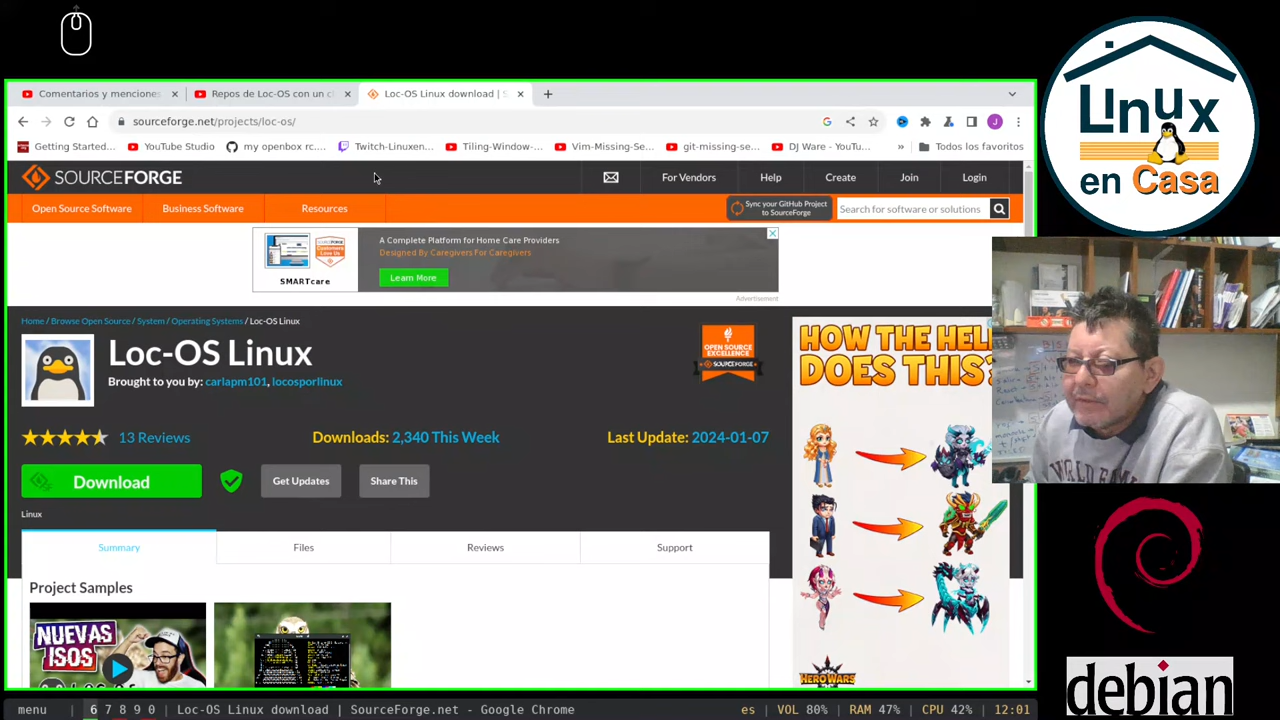 Comentarios y menciones
Repos de Loc-OS con un c
Loc-OS Linux download | S
sourceforge.net/projects/loc-os/
Getting Started...
YouTube Studio
my openbox rc....
Twitch-Linuxen,...
Tiling-Window-...
Vim-Missing-Se...
git-missing-se...
DJ Ware - YouTu...
»
Todos los favoritos
SOURCEFORGE
For Vendors
Help
Create
Join
Login
Open Source Software
Business Software
Resources
Sync your GitHub Project
to SourceForge
Search for software or solutions
SMARTcare
A Complete Platform for Home Care Providers
Designed By Caregivers For Caregivers
Learn More
Advertisement
Home / Browse Open Source / System / Operating Systems / Loc-OS Linux
Loc-OS Linux
Brought to you by: carlapm101, locosporlinux
OPEN SOURCE
EXCELLENCE
SOURCEFORGE
13 Reviews
Downloads: 2,340 This Week
Last Update: 2024-01-07
Download
Get Updates
Share This
Linux
Summary
Files
Reviews
Support
Project Samples
NUEVAS
ISOS
HOW THE HEL
DOES THIS?
HEROWARS
Linux
en Casa
debian
menu | 6 7 8 9 0 | Loc-OS Linux download | SourceForge.net - Google Chrome
es | VOL 80% | RAM 47% | CPU 42% | 12:01